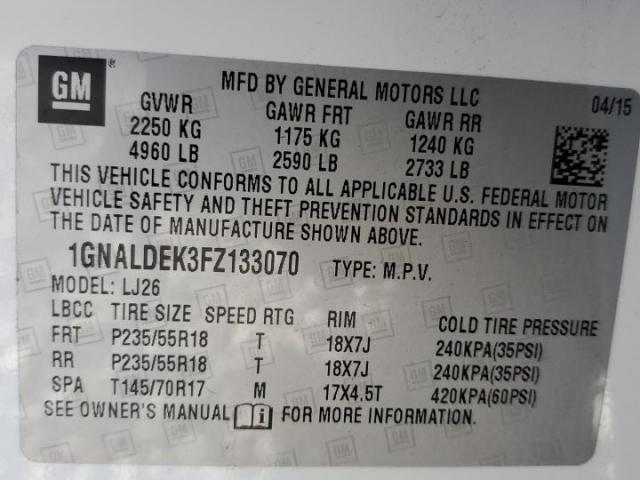 GM
MFD BY GENERAL MOTORS LLC
04/15
GVWR GAWR FRT GAWR RR
2250 KG 1175 KG 1240 KG
4960 LB 2590 LB 2733 LB
THIS VEHICLE CONFORMS TO ALL APPLICABLE U.S. FEDERAL MOTOR
VEHICLE SAFETY AND THEFT PREVENTION STANDARDS IN EFFECT ON
THE DATE OF MANUFACTURE SHOWN ABOVE.
1GNALDEK3FZ133070 TYPE: M.P.V.
MODEL: LJ26
LBCC TIRE SIZE SPEED RTG RIM COLD TIRE PRESSURE
FRT P235/55R18 T 18X7J 240KPA(35PSI)
RR P235/55R18 T 18X7J 240KPA(35PSI)
SPA T145/70R17 M 17X4.5T 420KPA(60PSI)
SEE OWNER'S MANUAL i FOR MORE INFORMATION.